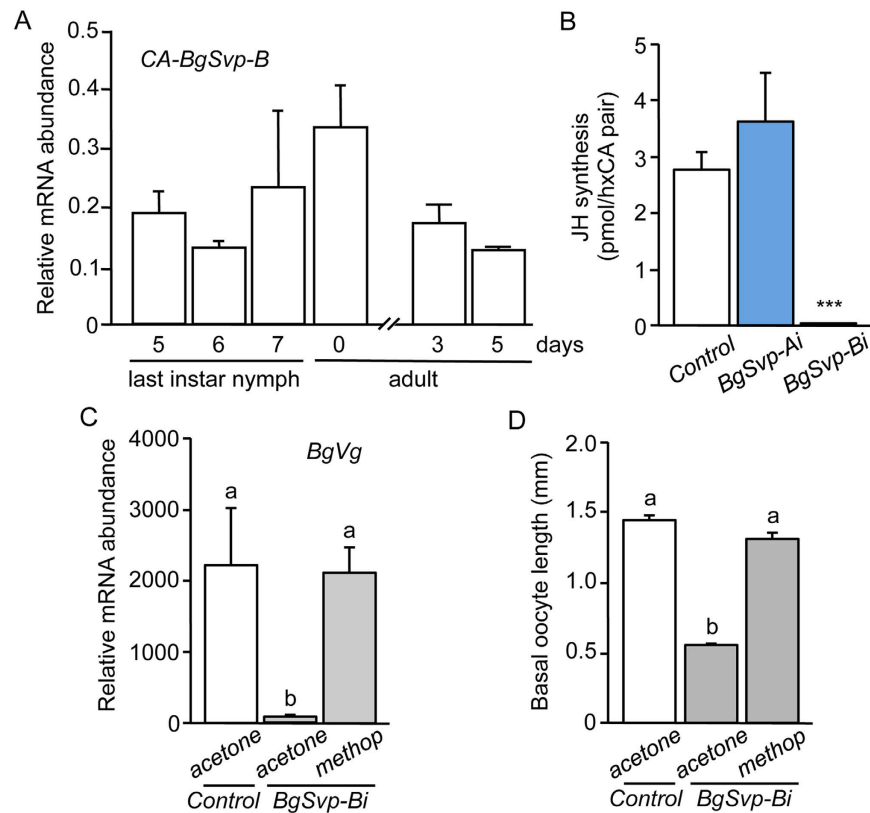 A
CA-BgSvp-B
Relative mRNA abundance
0.5
0.4
0.3
0.2
0.1
0
5 6 7 0 3 5 days
last instar nymph adult
B
JH synthesis
(pmol/hxCA pair)
5
4
3
2
1
0
***
Control BgSvp-Ai BgSvp-Bi
C
BgVg
Relative mRNA abundance
4000
3000
2000
1000
0
a b a
acetone acetone methop
Control BgSvp-Bi
D
Basal oocyte length (mm)
2.0
1.5
1.0
0.5
0
a b a
acetone acetone methop
Control BgSvp-Bi